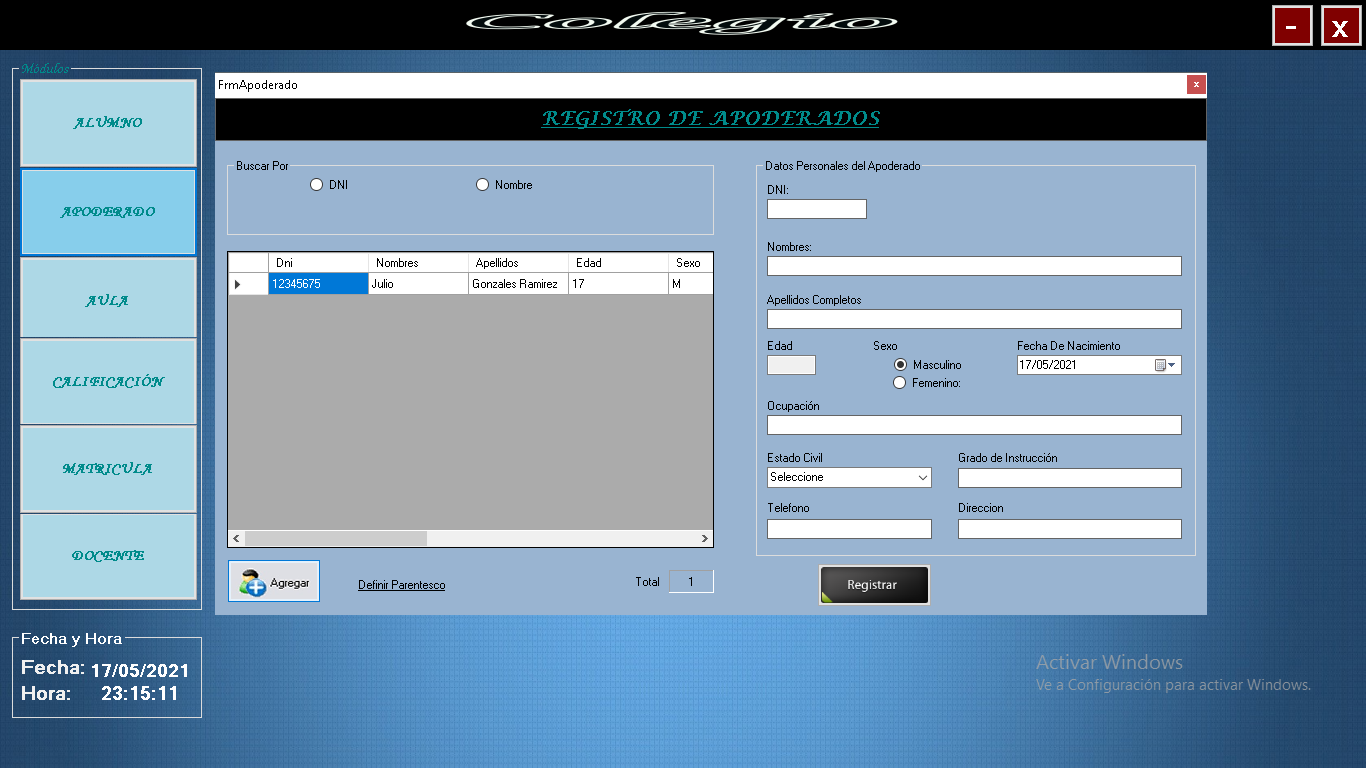 Colegio
- X
Módulos
ALUMNO
APODERADO
AULA
CALIFICACIÓN
MATRICULA
DOCENTE
Fecha y Hora
Fecha: 17/05/2021
Hora: 23:15:11
FrmApoderado x
REGISTRO DE APODERADOS
Buscar Por
DNI Nombre
Dni Nombres Apellidos Edad Sexo
12345675 Julio Gonzales Ramirez 17 M
Agregar Definir Parentesco Total 1
Datos Personales del Apoderado
DNI:
Nombres:
Apellidos Completos
Edad Sexo Fecha De Nacimiento
Masculino 17/05/2021
Femenino:
Ocupación
Estado Civil Grado de Instrucción
Seleccione
Telefono Direccion
Registrar
Activar Windows
Ve a Configuración para activar Windows.